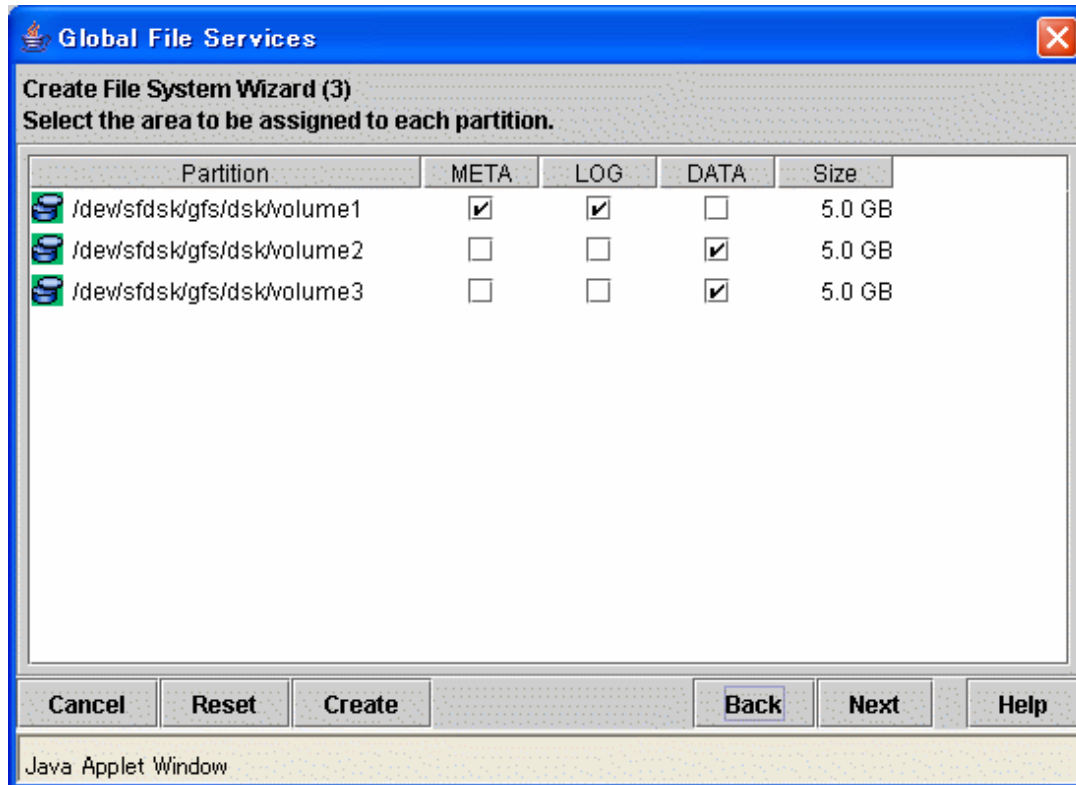 Global File Services
Create File System Wizard (3)
Select the area to be assigned to each partition.
Partition META LOG DATA Size
/dev/sfdsk/gfs/dsk/volume1 5.0 GB
/dev/sfdsk/gfs/dsk/volume2 5.0 GB
/dev/sfdsk/gfs/dsk/volume3 5.0 GB
Cancel Reset Create Back Next Help
Java Applet Window